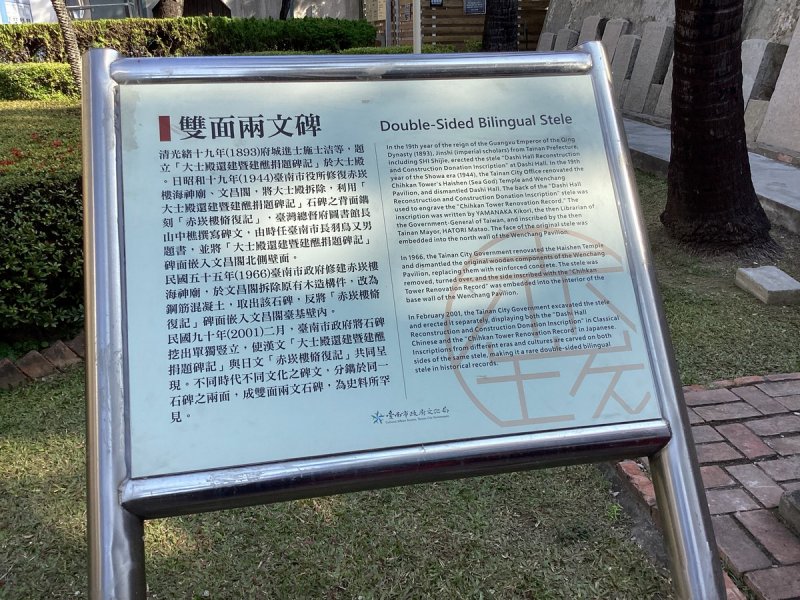 雙面兩文碑
清光緒十九年(1893)府城進士施士洁等，題
立「大士殿還建暨建醮捐題碑記」於大士殿
。日昭和十九年(1944)臺南市役所修復赤崁
樓海神廟、文昌閣，將大士殿拆除，利用「
大士殿還建暨建醮捐題碑記」石碑之背面鐫
刻「赤崁樓脩復記」，臺灣總督府圖書館長
山中樵撰寫碑文，由時任臺南市長羽鳥又男
題書，並將「大士殿還建暨建醮捐題碑記」
碑面嵌入文昌閣北側壁面。
民國五十五年(1966)臺南市政府修建赤崁樓
海神廟，於文昌閣拆除原有木造構件，改為
鋼筋混凝土，取出該石碑，反將「赤崁樓脩
復記」碑面嵌入文昌閣臺基壁內。
民國九十年(2001)二月，臺南市政府將石碑
挖出單獨豎立，使漢文「大士殿還建暨建醮
捐題碑記」與日文「赤崁樓脩復記」共同呈
現。不同時代不同文化之碑文，分鐫於同一
石碑之兩面，成雙面兩文石碑，為史料所罕
見。
Double-Sided Bilingual Stele
In the 19th year of the reign of the Guangxu Emperor of the Qing
Dynasty (1893), Jinshi (imperial scholars) from Tainan Prefecture,
including SHI Shijie, erected the stele "Dashi Hall Reconstruction
and Construction Donation Inscription" at Dashi Hall. In the 19th
year of the Showa era (1944), the Tainan City Office renovated the
Chihkan Tower's Haishen (Sea God) Temple and Wenchang
Pavilion, and dismantled Dashi Hall. The back of the "Dashi Hall
Reconstruction and Construction Donation Inscription" stele was
used to engrave the "Chihkan Tower Renovation Record." The
inscription was written by YAMANAKA Kikori, the then Librarian of
the Government-General of Taiwan, and inscribed by the then
Tainan Mayor, HATORI Matao. The face of the original stele was
embedded into the north wall of the Wenchang Pavilion.
In 1966, the Tainan City Government renovated the Haishen Temple
and dismantled the original wooden components of the Wenchang
Pavilion, replacing them with reinforced concrete. The stele was
removed, turned over, and the side inscribed with the "Chihkan
Tower Renovation Record" was embedded into the interior of the
base wall of the Wenchang Pavilion.
In February 2001, the Tainan City Government excavated the stele
and erected it separately, displaying both the "Dashi Hall
Reconstruction and Construction Donation Inscription" in Classical
Chinese and the "Chihkan Tower Renovation Record" in Japanese.
Inscriptions from different eras and cultures are carved on both
sides of the same stele, making it a rare double-sided bilingual
stele in historical records.
臺南市政府文化局